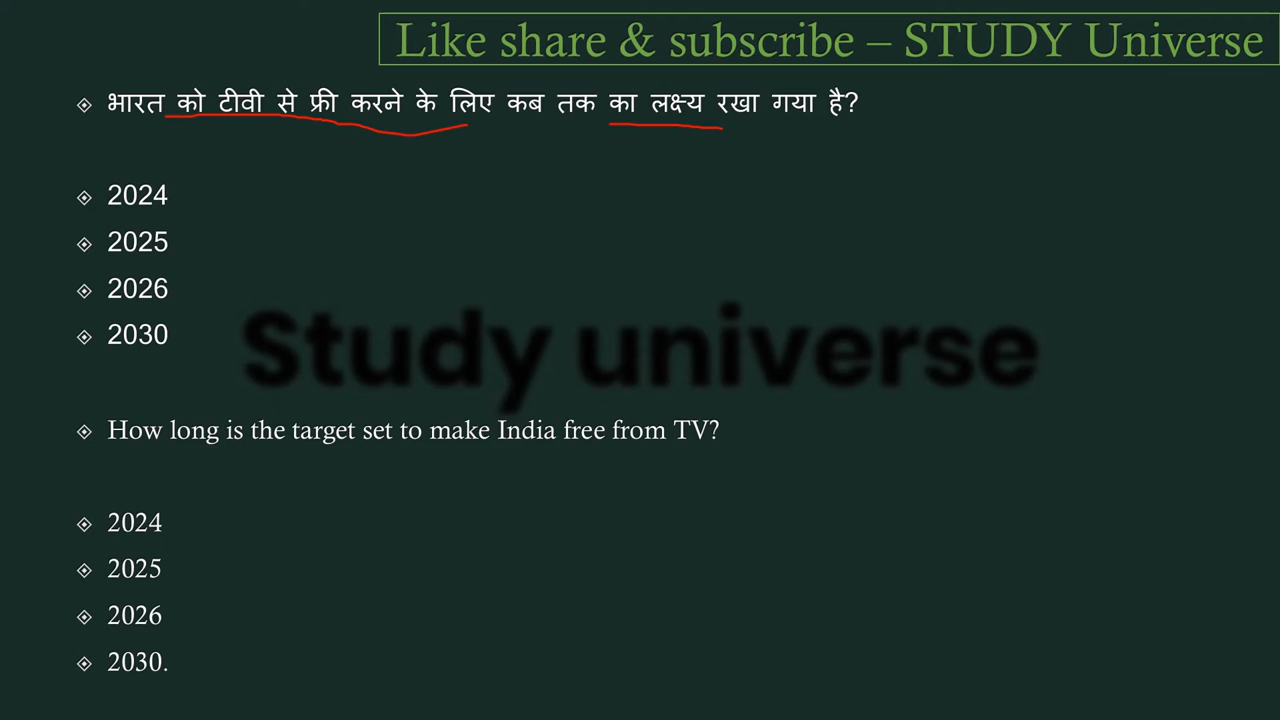 Like share & subscribe – STUDY Universe
भारत को टीवी से फ्री करने के लिए कब तक का लक्ष्य रखा गया है?
2024
2025
2026
2030
Study universe
How long is the target set to make India free from TV?
2024
2025
2026
2030.